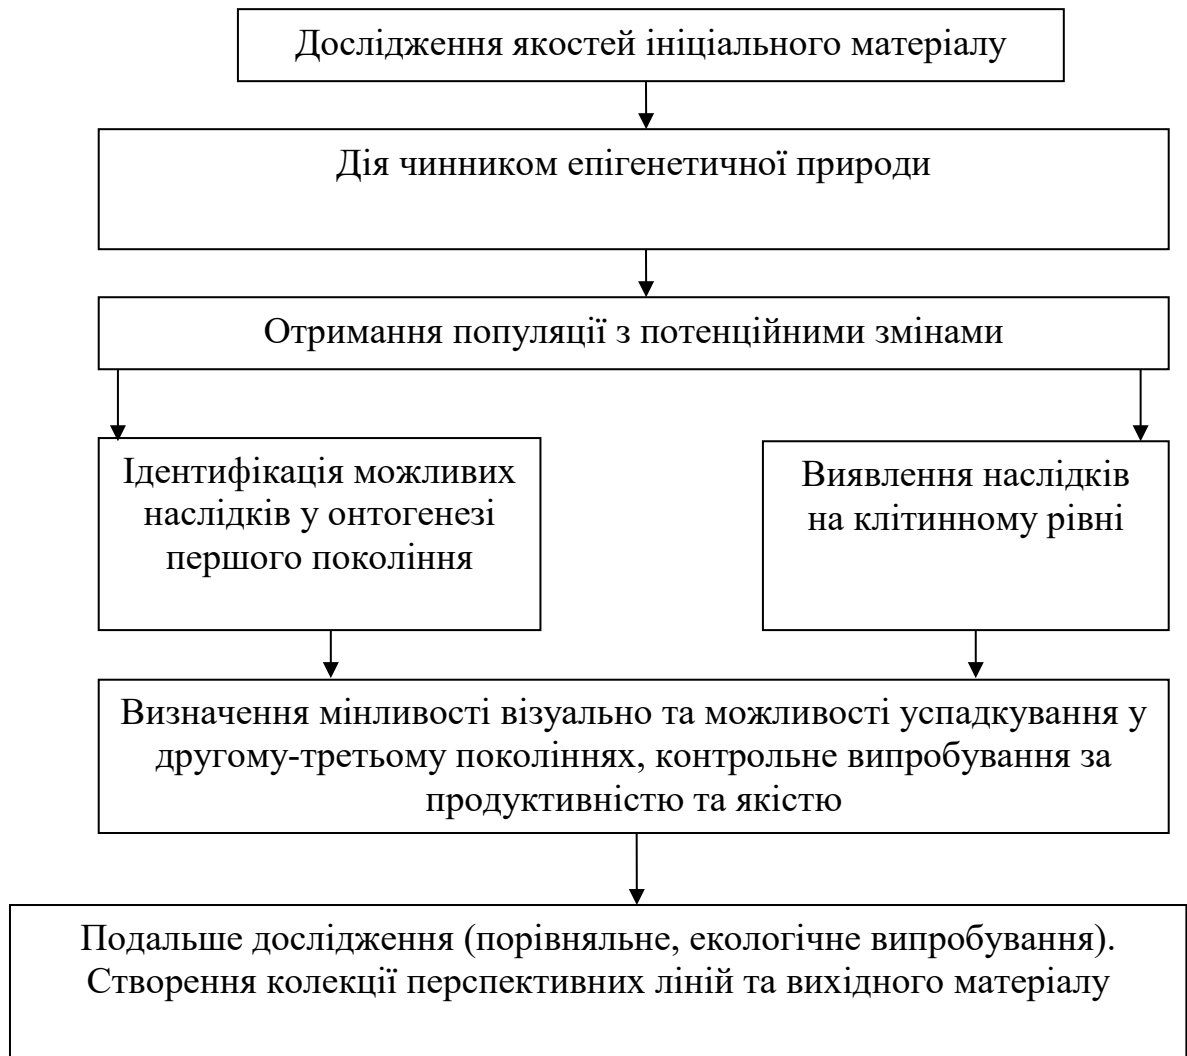 Дослідження якостей ініціального матеріалу
Дія чинником епігенетичної природи
Отримання популяції з потенційними змінами
Ідентифікація можливих
наслідків у онтогенезі
першого покоління
Виявлення наслідків
на клітинному рівні
Визначення мінливості візуально та можливості успадкування у
другому-третьому поколіннях, контрольне випробування за
продуктивністю та якістю
Подальше дослідження (порівняльне, екологічне випробування).
Створення колекції перспективних ліній та вихідного матеріалу